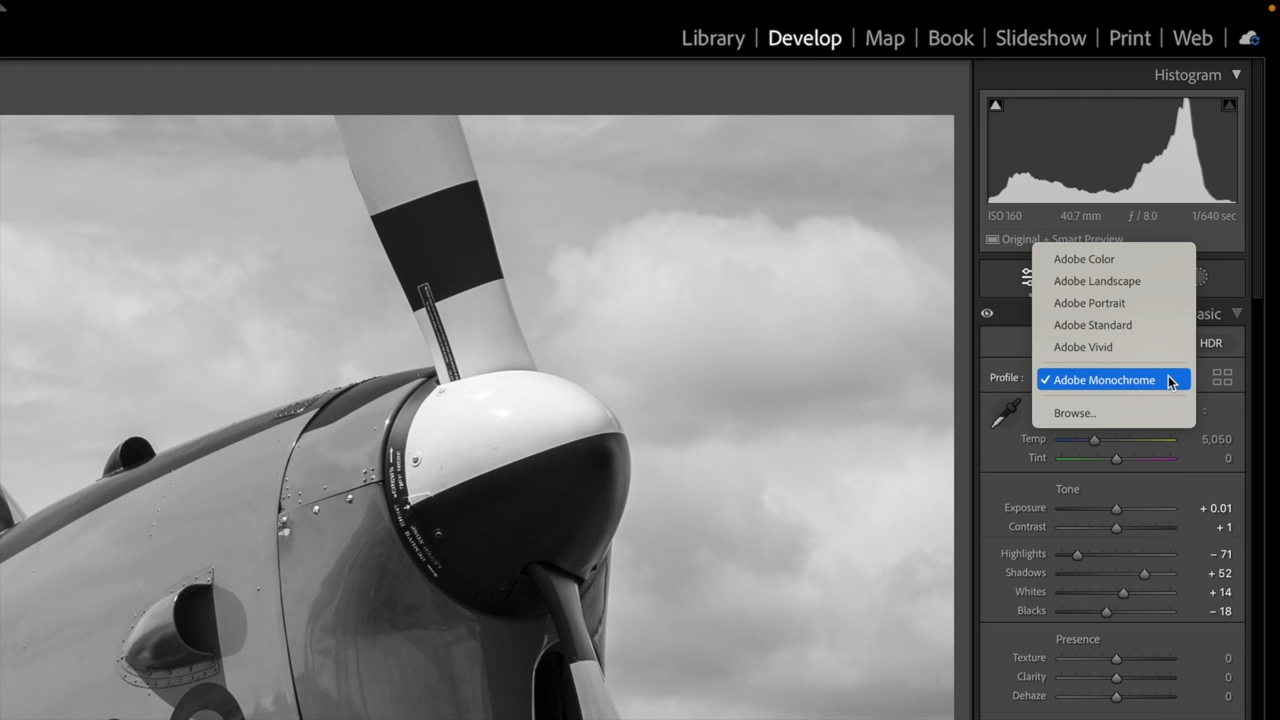 Library | Develop | Map | Book | Slideshow | Print | Web |
Histogram
ISO 160 40.7 mm ƒ / 8.0 1/640 sec
Original + Smart Preview
Adobe Color
Adobe Landscape
Adobe Portrait
Adobe Standard
Adobe Vivid
Adobe Monochrome
Browse...
asic
HDR
Profile :
Temp 5,050
Tint 0
Tone
Exposure + 0.01
Contrast + 1
Highlights – 71
Shadows + 52
Whites + 14
Blacks – 18
Presence
Texture 0
Clarity 0
Dehaze 0